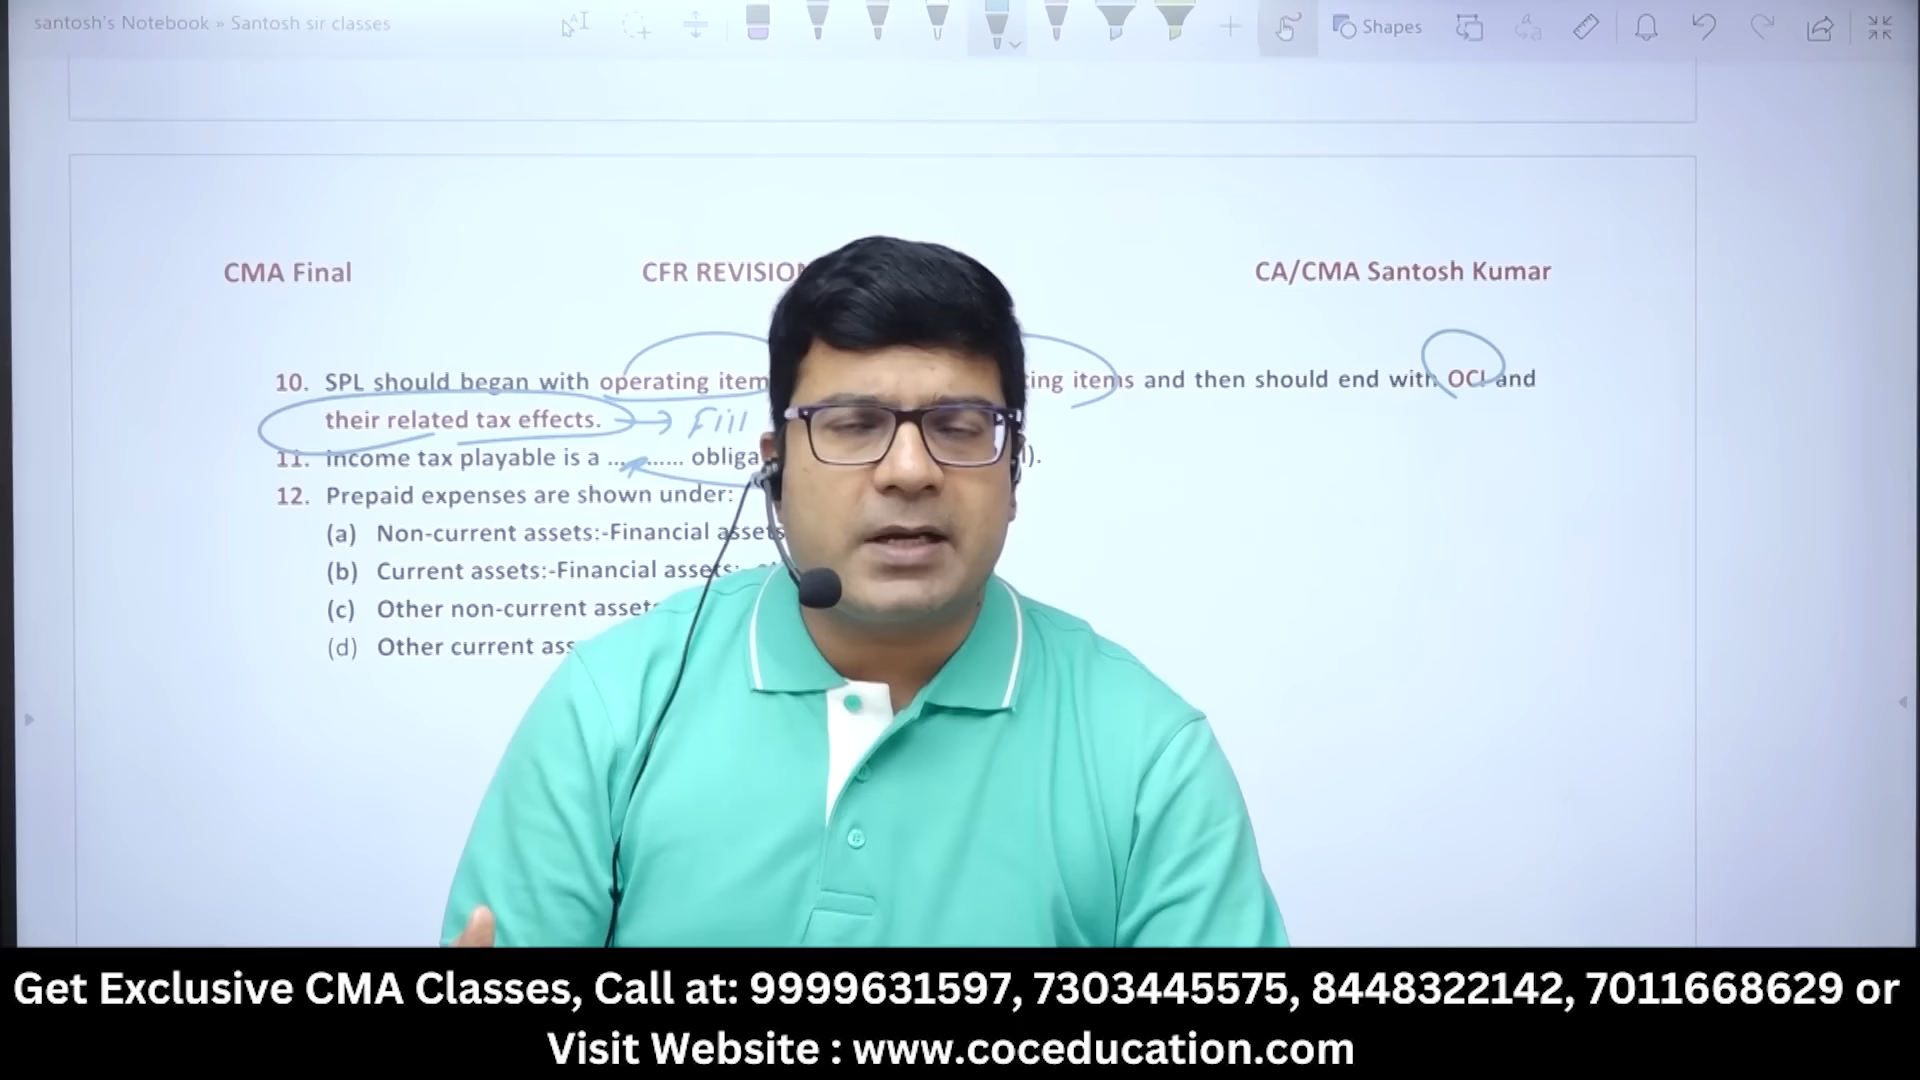 santosh's Notebook » Santosh sir classes
Shapes
CMA Final CFR REVISION CA/CMA Santosh Kumar
10. SPL should began with operating item ing items and then should end with OCI and
their related tax effects. → Fill
11. Income tax playable is a ........... obliga ).
12. Prepaid expenses are shown under:
(a) Non-current assets:-Financial assets
(b) Current assets:-Financial assets:
(c) Other non-current assets
(d) Other current ass
Get Exclusive CMA Classes, Call at: 9999631597, 7303445575, 8448322142, 7011668629 or
Visit Website : www.coceducation.com